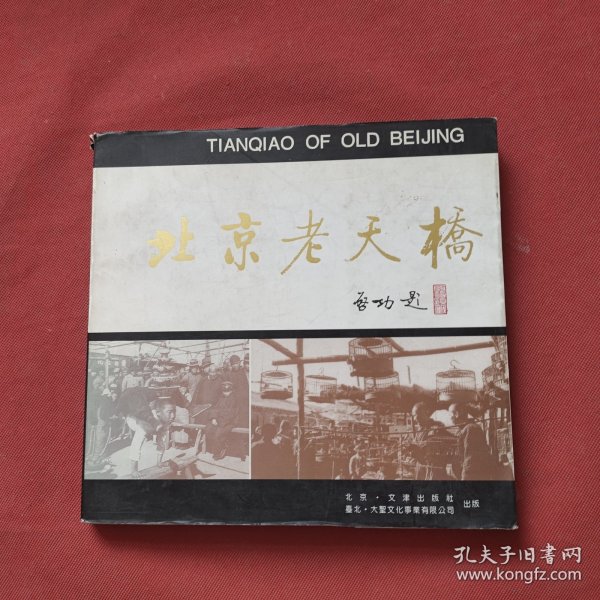 TIANQIAO OF OLD BEIJING
北京老天橋
启功题
北京·文津出版社
臺北·大聖文化事業有限公司 出版
孔夫子旧书网
www.kongfz.com